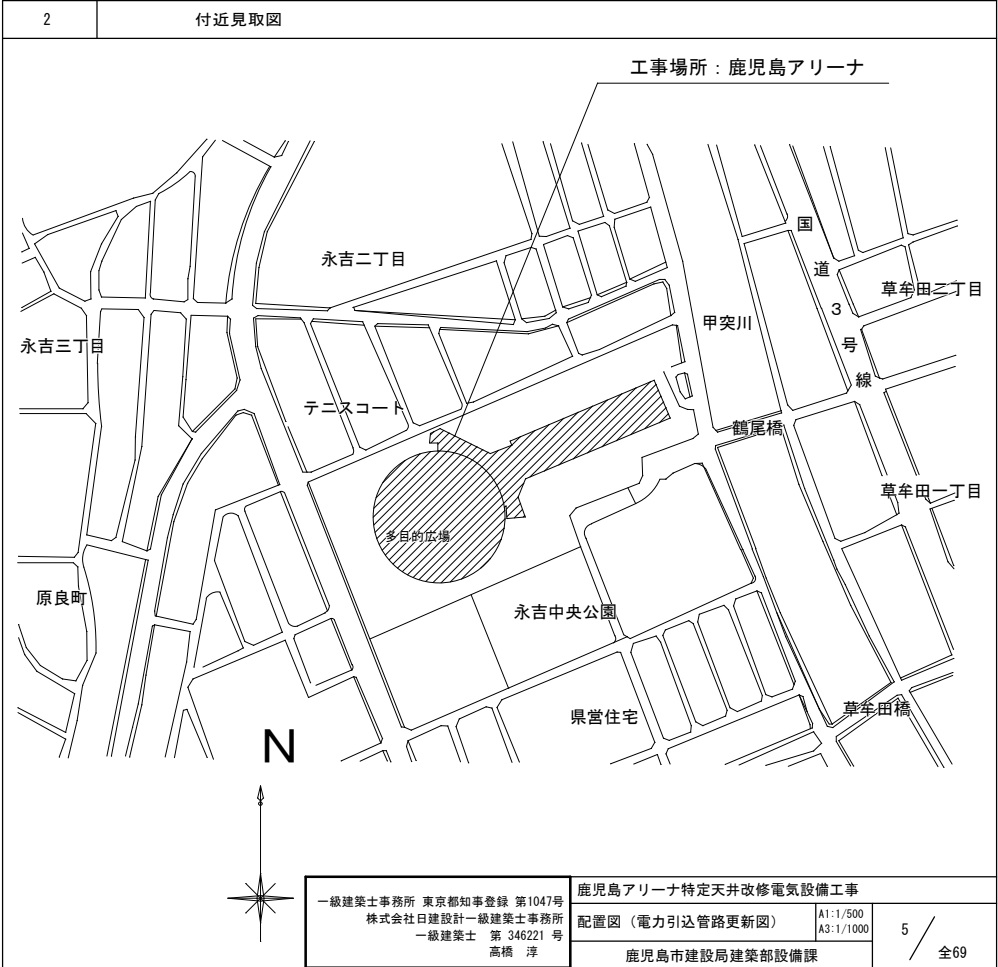 2 付近見取図
工事場所：鹿児島アリーナ
国道3号線
永吉二丁目
草牟田二丁目
甲突川
永吉三丁目
テニスコート
鶴尾橋
草牟田一丁目
多目的広場
原良町
永吉中央公園
県営住宅
草牟田橋
N
一級建築士事務所 東京都知事登録 第1047号
株式会社日建設計一級建築士事務所
一級建築士 第 346221 号
高橋 淳
鹿児島アリーナ特定天井改修電気設備工事
配置図（電力引込管路更新図）
A1:1/500
A3:1/1000
5／全69
鹿児島市建設局建築部設備課